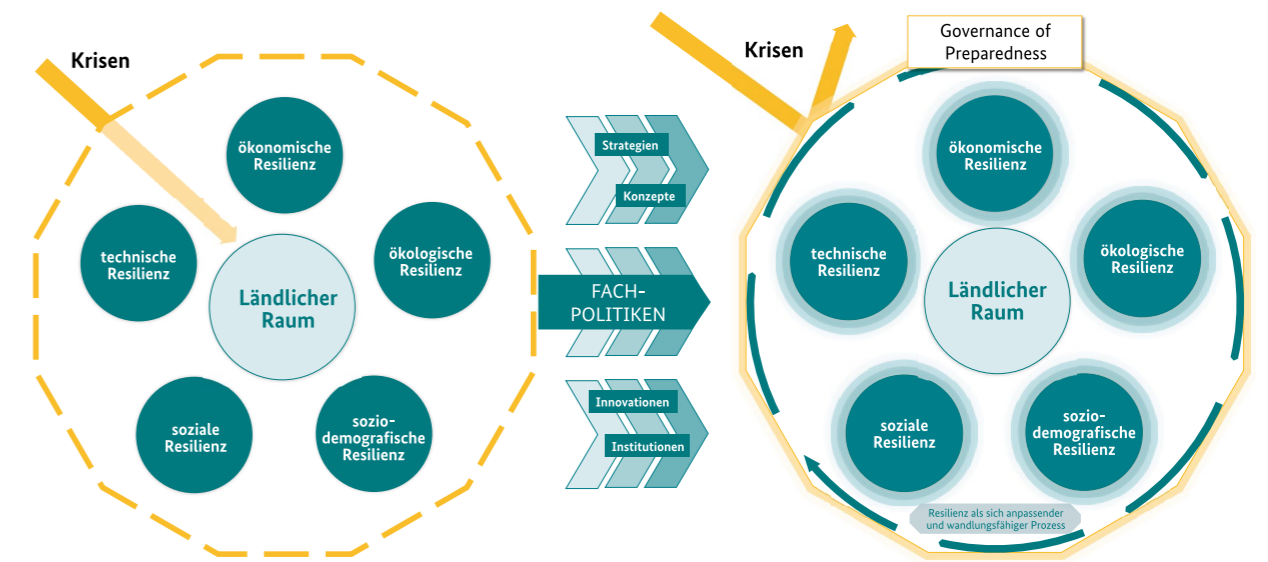 Krisen
ökonomische
Resilienz
technische
Resilienz
ökologische
Resilienz
Ländlicher
Raum
soziale
Resilienz
sozio-
demografische
Resilienz
Strategien
Konzepte
FACH-
POLITIKEN
Innovationen
Institutionen
Krisen
Governance of
Preparedness
ökonomische
Resilienz
technische
Resilienz
ökologische
Resilienz
Ländlicher
Raum
soziale
Resilienz
sozio-
demografische
Resilienz
Resilienz als sich anpassender
und wandlungsfähiger Prozess